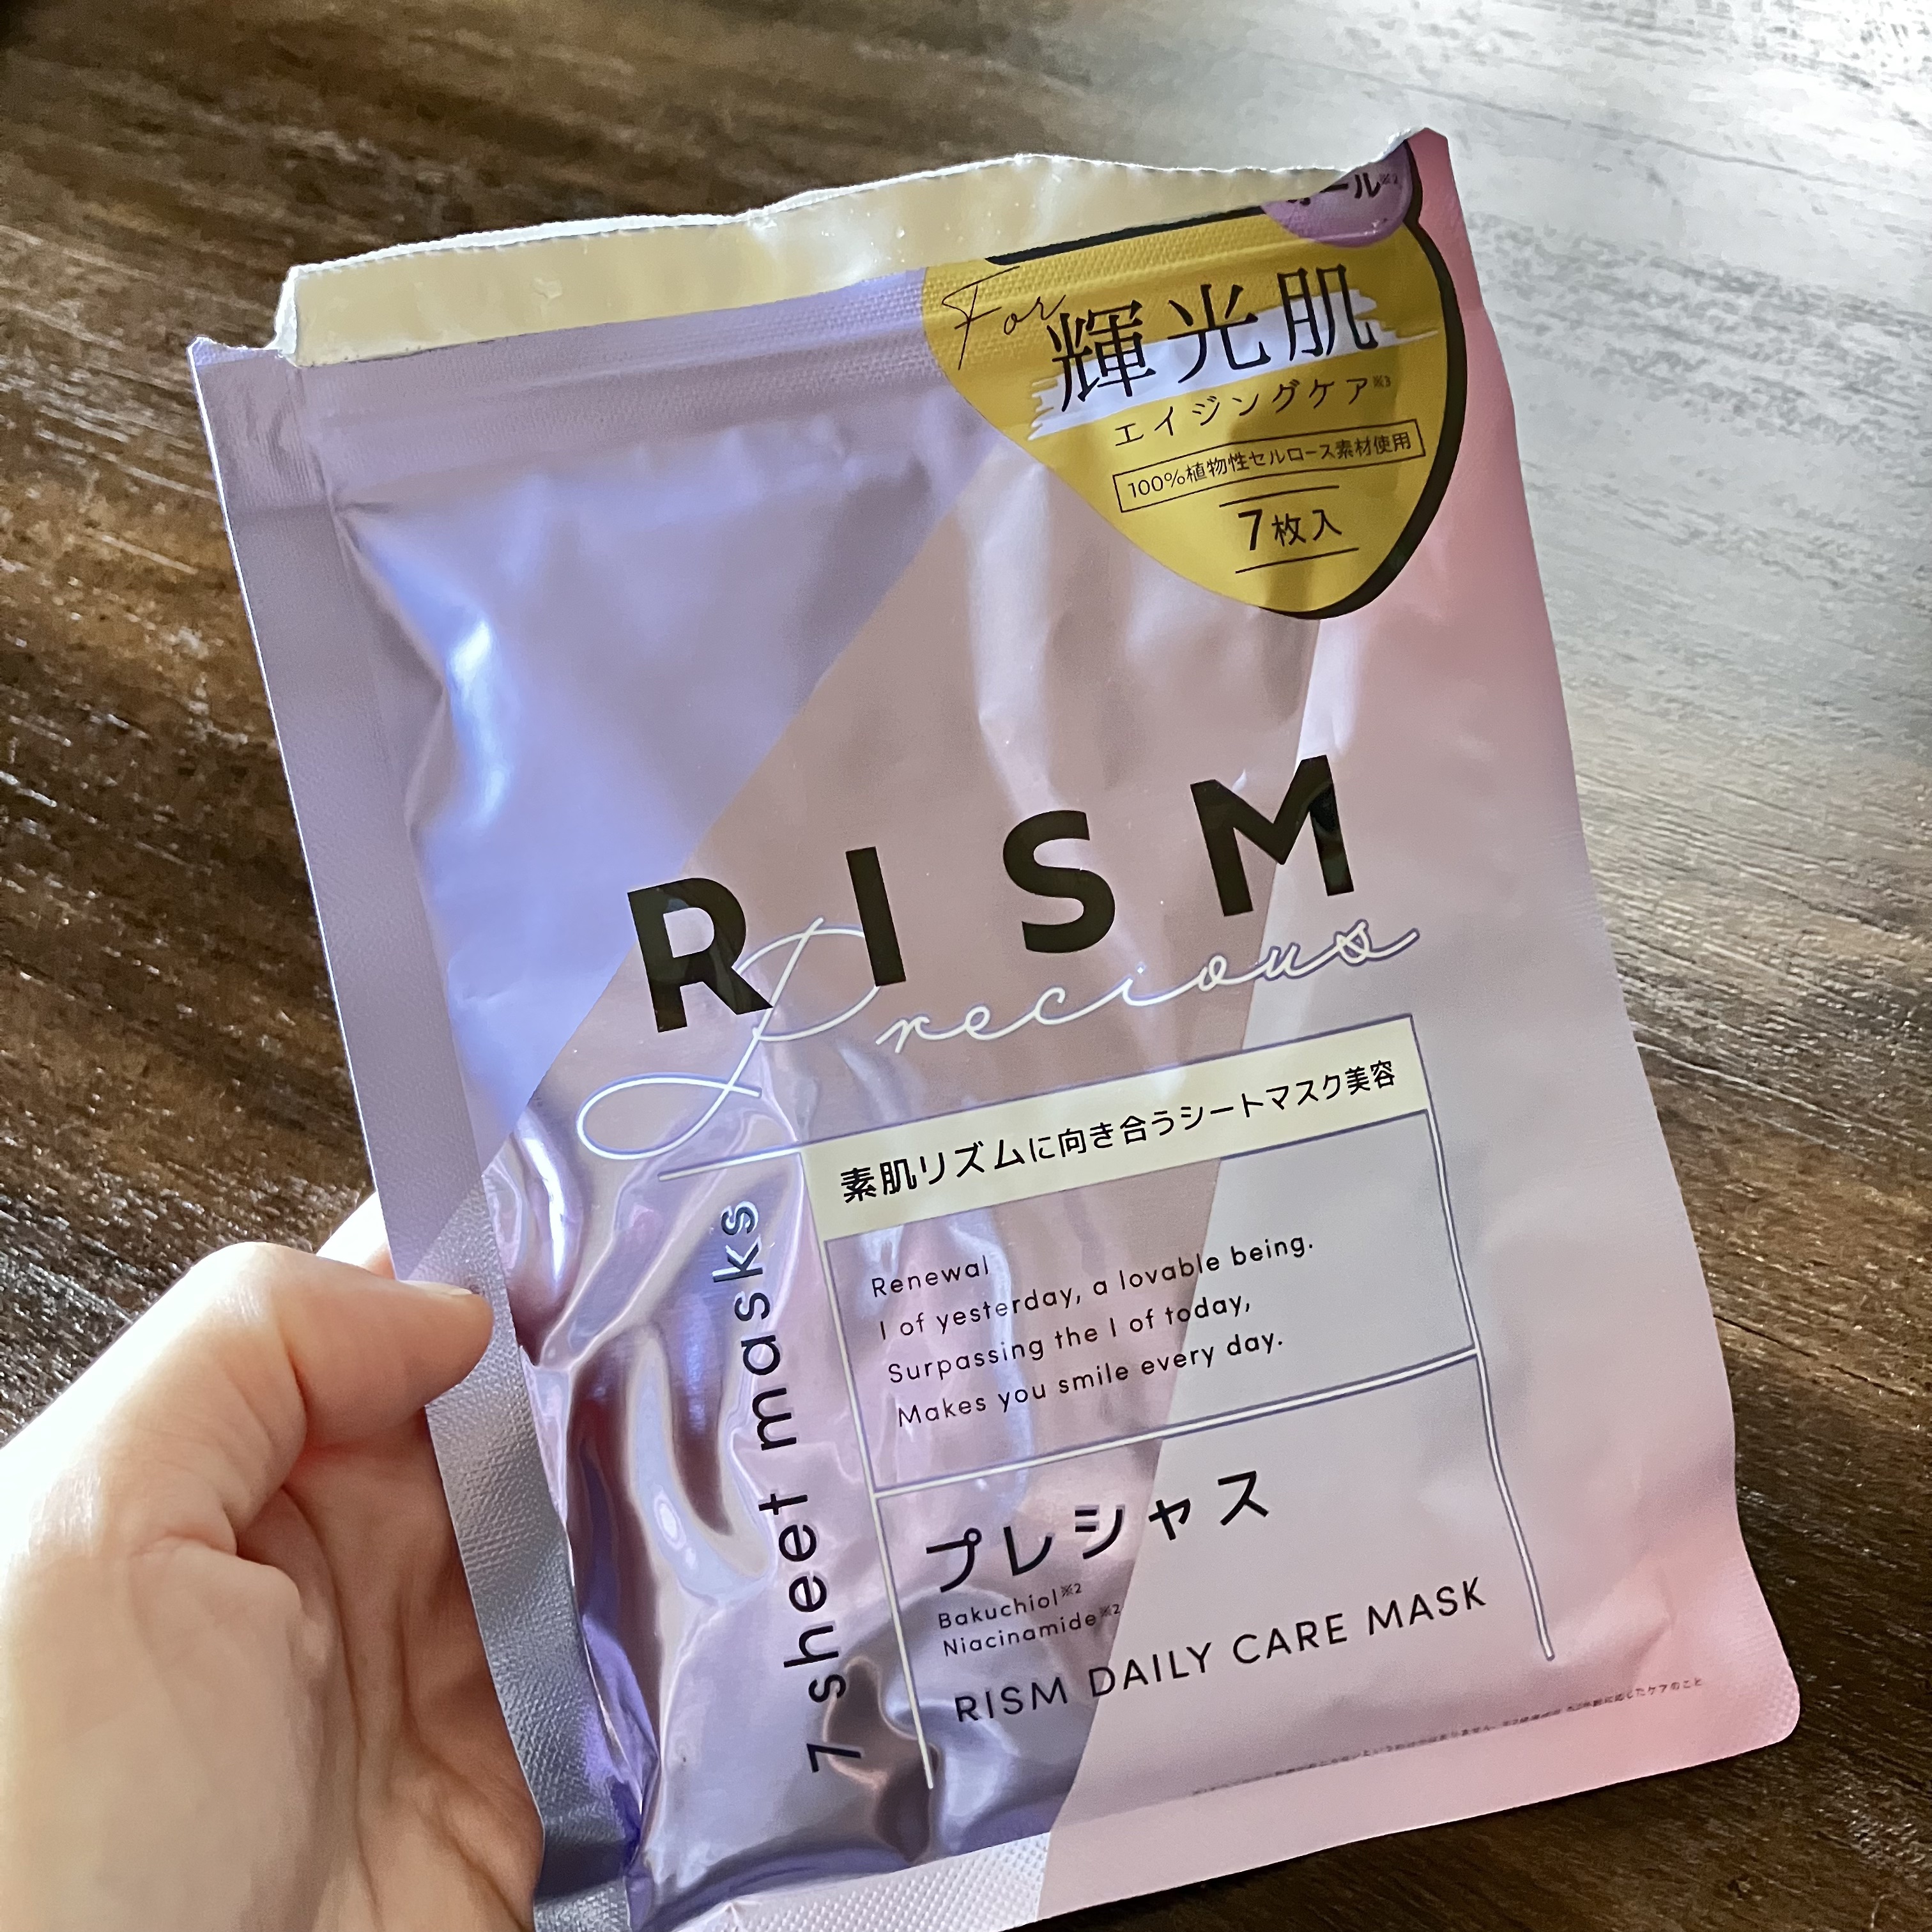 ール※2
For
輝光肌
エイジングケア※3
100%植物性セルロース素材使用
7枚入
RISM
Precious
素肌リズムに向き合うシートマスク美容
Renewal
I of yesterday, a lovable being.
Surpassing the I of today,
Makes you smile every day.
7 sheet masks
プレシャス
Bakuchiol※2
Niacinamide※2
RISM DAILY CARE MASK